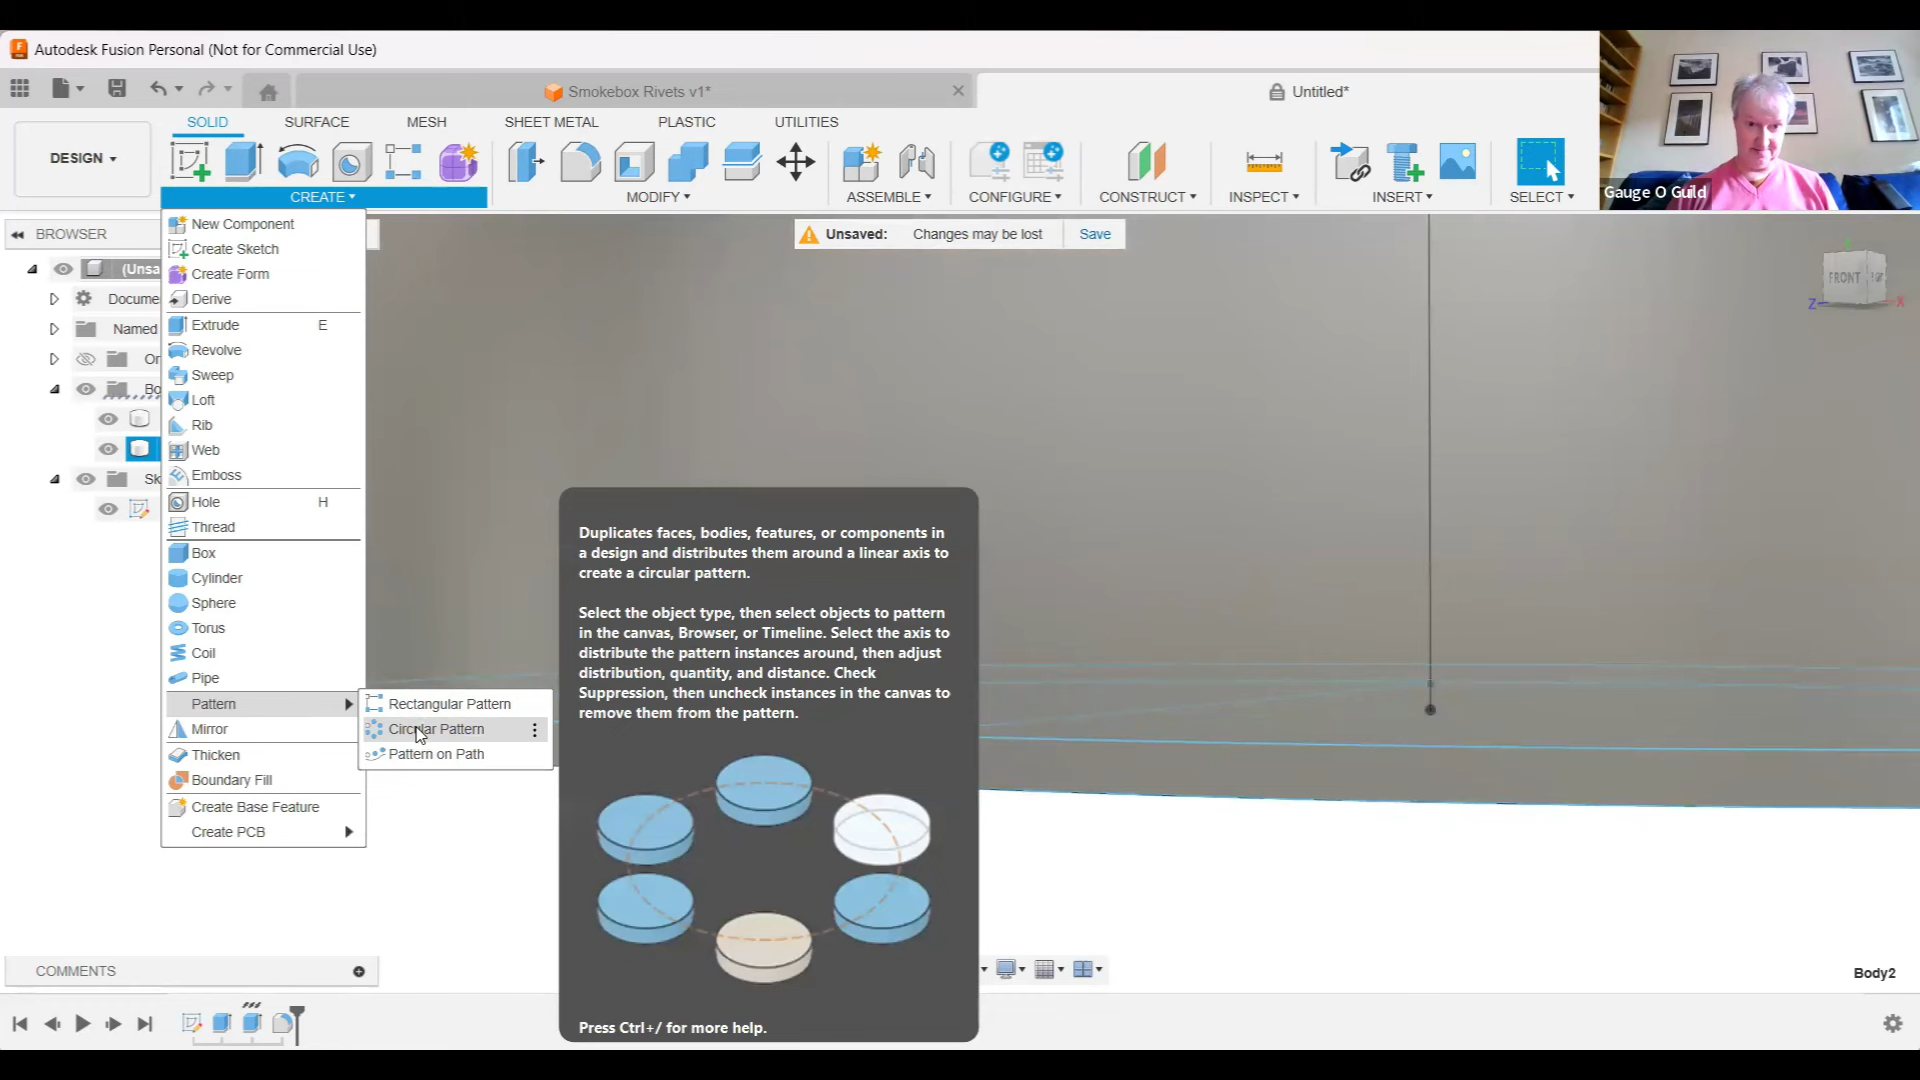 Autodesk Fusion Personal (Not for Commercial Use)
Smokebox Rivets v1*
Untitled*
DESIGN
SOLID
SURFACE
MESH
SHEET METAL
PLASTIC
UTILITIES
CREATE
MODIFY
ASSEMBLE
CONFIGURE
CONSTRUCT
INSPECT
INSERT
SELECT
Gauge O Guild
BROWSER
Unsaved: Changes may be lost Save
FRONT
Z
X
(Unsa
Docume
Named
Or
Bo
Sk
New Component
Create Sketch
Create Form
Derive
Extrude E
Revolve
Sweep
Loft
Rib
Web
Emboss
Hole H
Thread
Box
Cylinder
Sphere
Torus
Coil
Pipe
Pattern
Mirror
Thicken
Boundary Fill
Create Base Feature
Create PCB
Rectangular Pattern
Circular Pattern
Pattern on Path
Duplicates faces, bodies, features, or components in
a design and distributes them around a linear axis to
create a circular pattern.
Select the object type, then select objects to pattern
in the canvas, Browser, or Timeline. Select the axis to
distribute the pattern instances around, then adjust
distribution, quantity, and distance. Check
Suppression, then uncheck instances in the canvas to
remove them from the pattern.
Press Ctrl+/ for more help.
COMMENTS
Body2